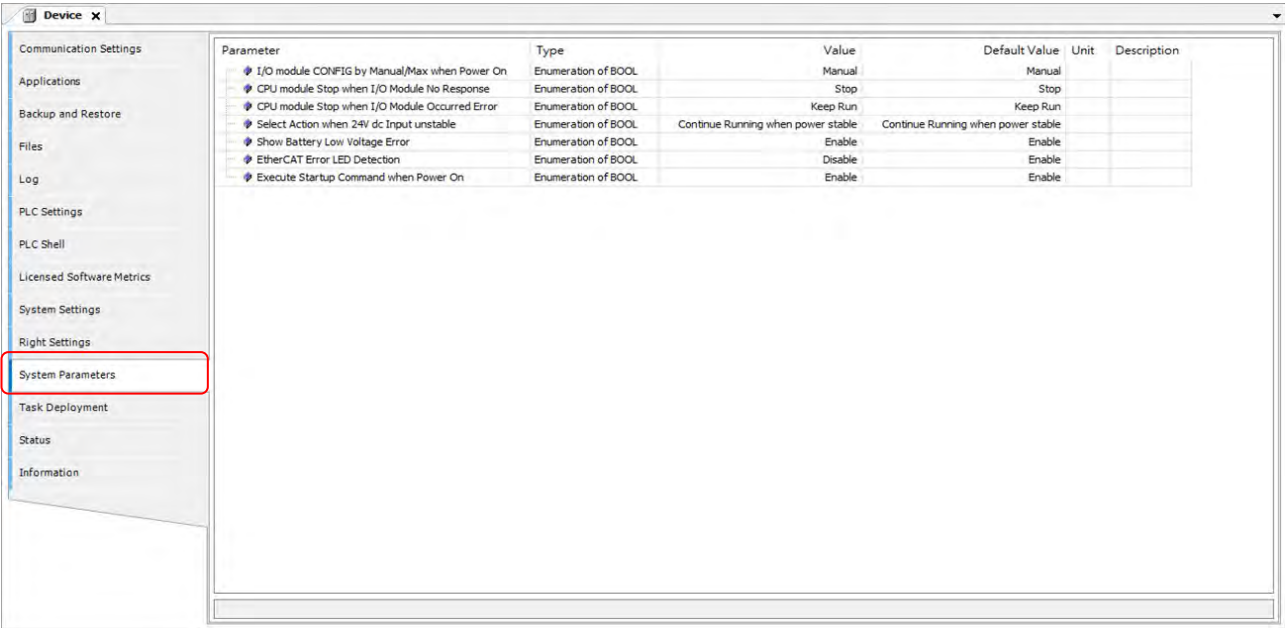 Device X
Communication Settings
Applications
Backup and Restore
Files
Log
PLC Settings
PLC Shell
Licensed Software Metrics
System Settings
Right Settings
System Parameters
Task Deployment
Status
Information
Parameter Type Value Default Value Unit Description
I/O module CONFIG by Manual/Max when Power On Enumeration of BOOL Manual Manual
CPU module Stop when I/O Module No Response Enumeration of BOOL Stop Stop
CPU module Stop when I/O Module Occurred Error Enumeration of BOOL Keep Run Keep Run
Select Action when 24V dc Input unstable Enumeration of BOOL Continue Running when power stable Continue Running when power stable
Show Battery Low Voltage Error Enumeration of BOOL Enable Enable
EtherCAT Error LED Detection Enumeration of BOOL Disable Enable
Execute Startup Command when Power On Enumeration of BOOL Enable Enable